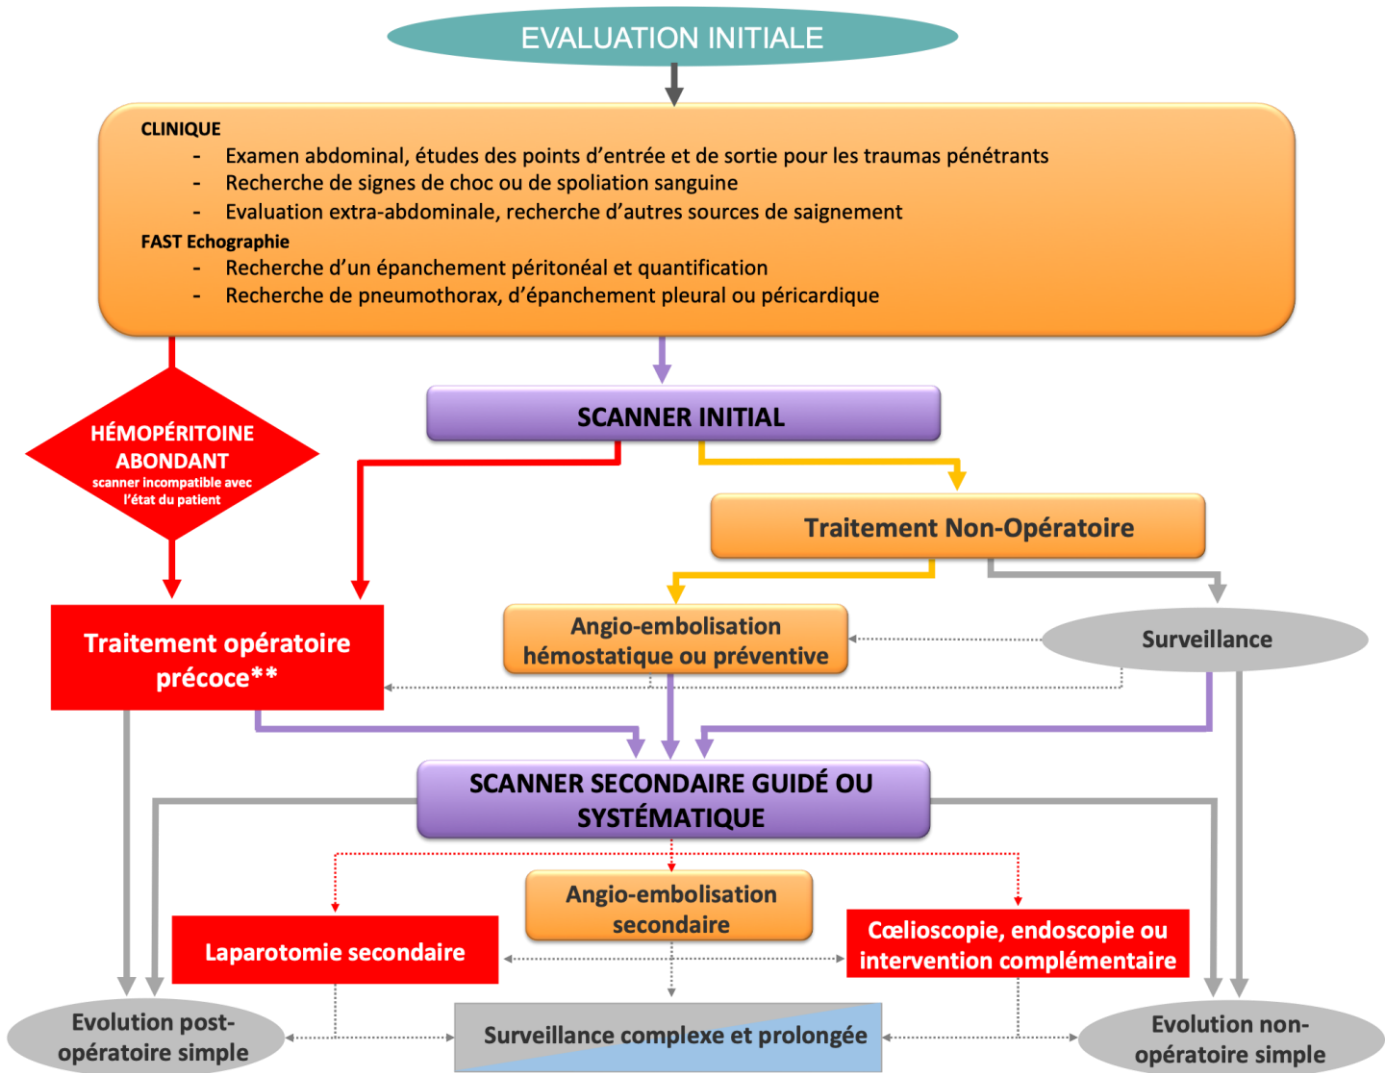 EVALUATION INITIALE
CLINIQUE
- Examen abdominal, études des points d’entrée et de sortie pour les traumas pénétrants
- Recherche de signes de choc ou de spoliation sanguine
- Evaluation extra-abdominale, recherche d’autres sources de saignement
FAST Echographie
- Recherche d’un épanchement péritonéal et quantification
- Recherche de pneumothorax, d’épanchement pleural ou péricardique
HÉMOPÉRITOINE
ABONDANT
scanner incompatible avec
l’état du patient
SCANNER INITIAL
Traitement Non-Opératoire
Traitement opératoire
précoce**
Angio-embolisation
hémostatique ou préventive
Surveillance
SCANNER SECONDAIRE GUIDÉ OU
SYSTÉMATIQUE
Laparotomie secondaire
Angio-embolisation
secondaire
Cœlioscopie, endoscopie ou
intervention complémentaire
Evolution post-
opératoire simple
Surveillance complexe et prolongée
Evolution non-
opératoire simple